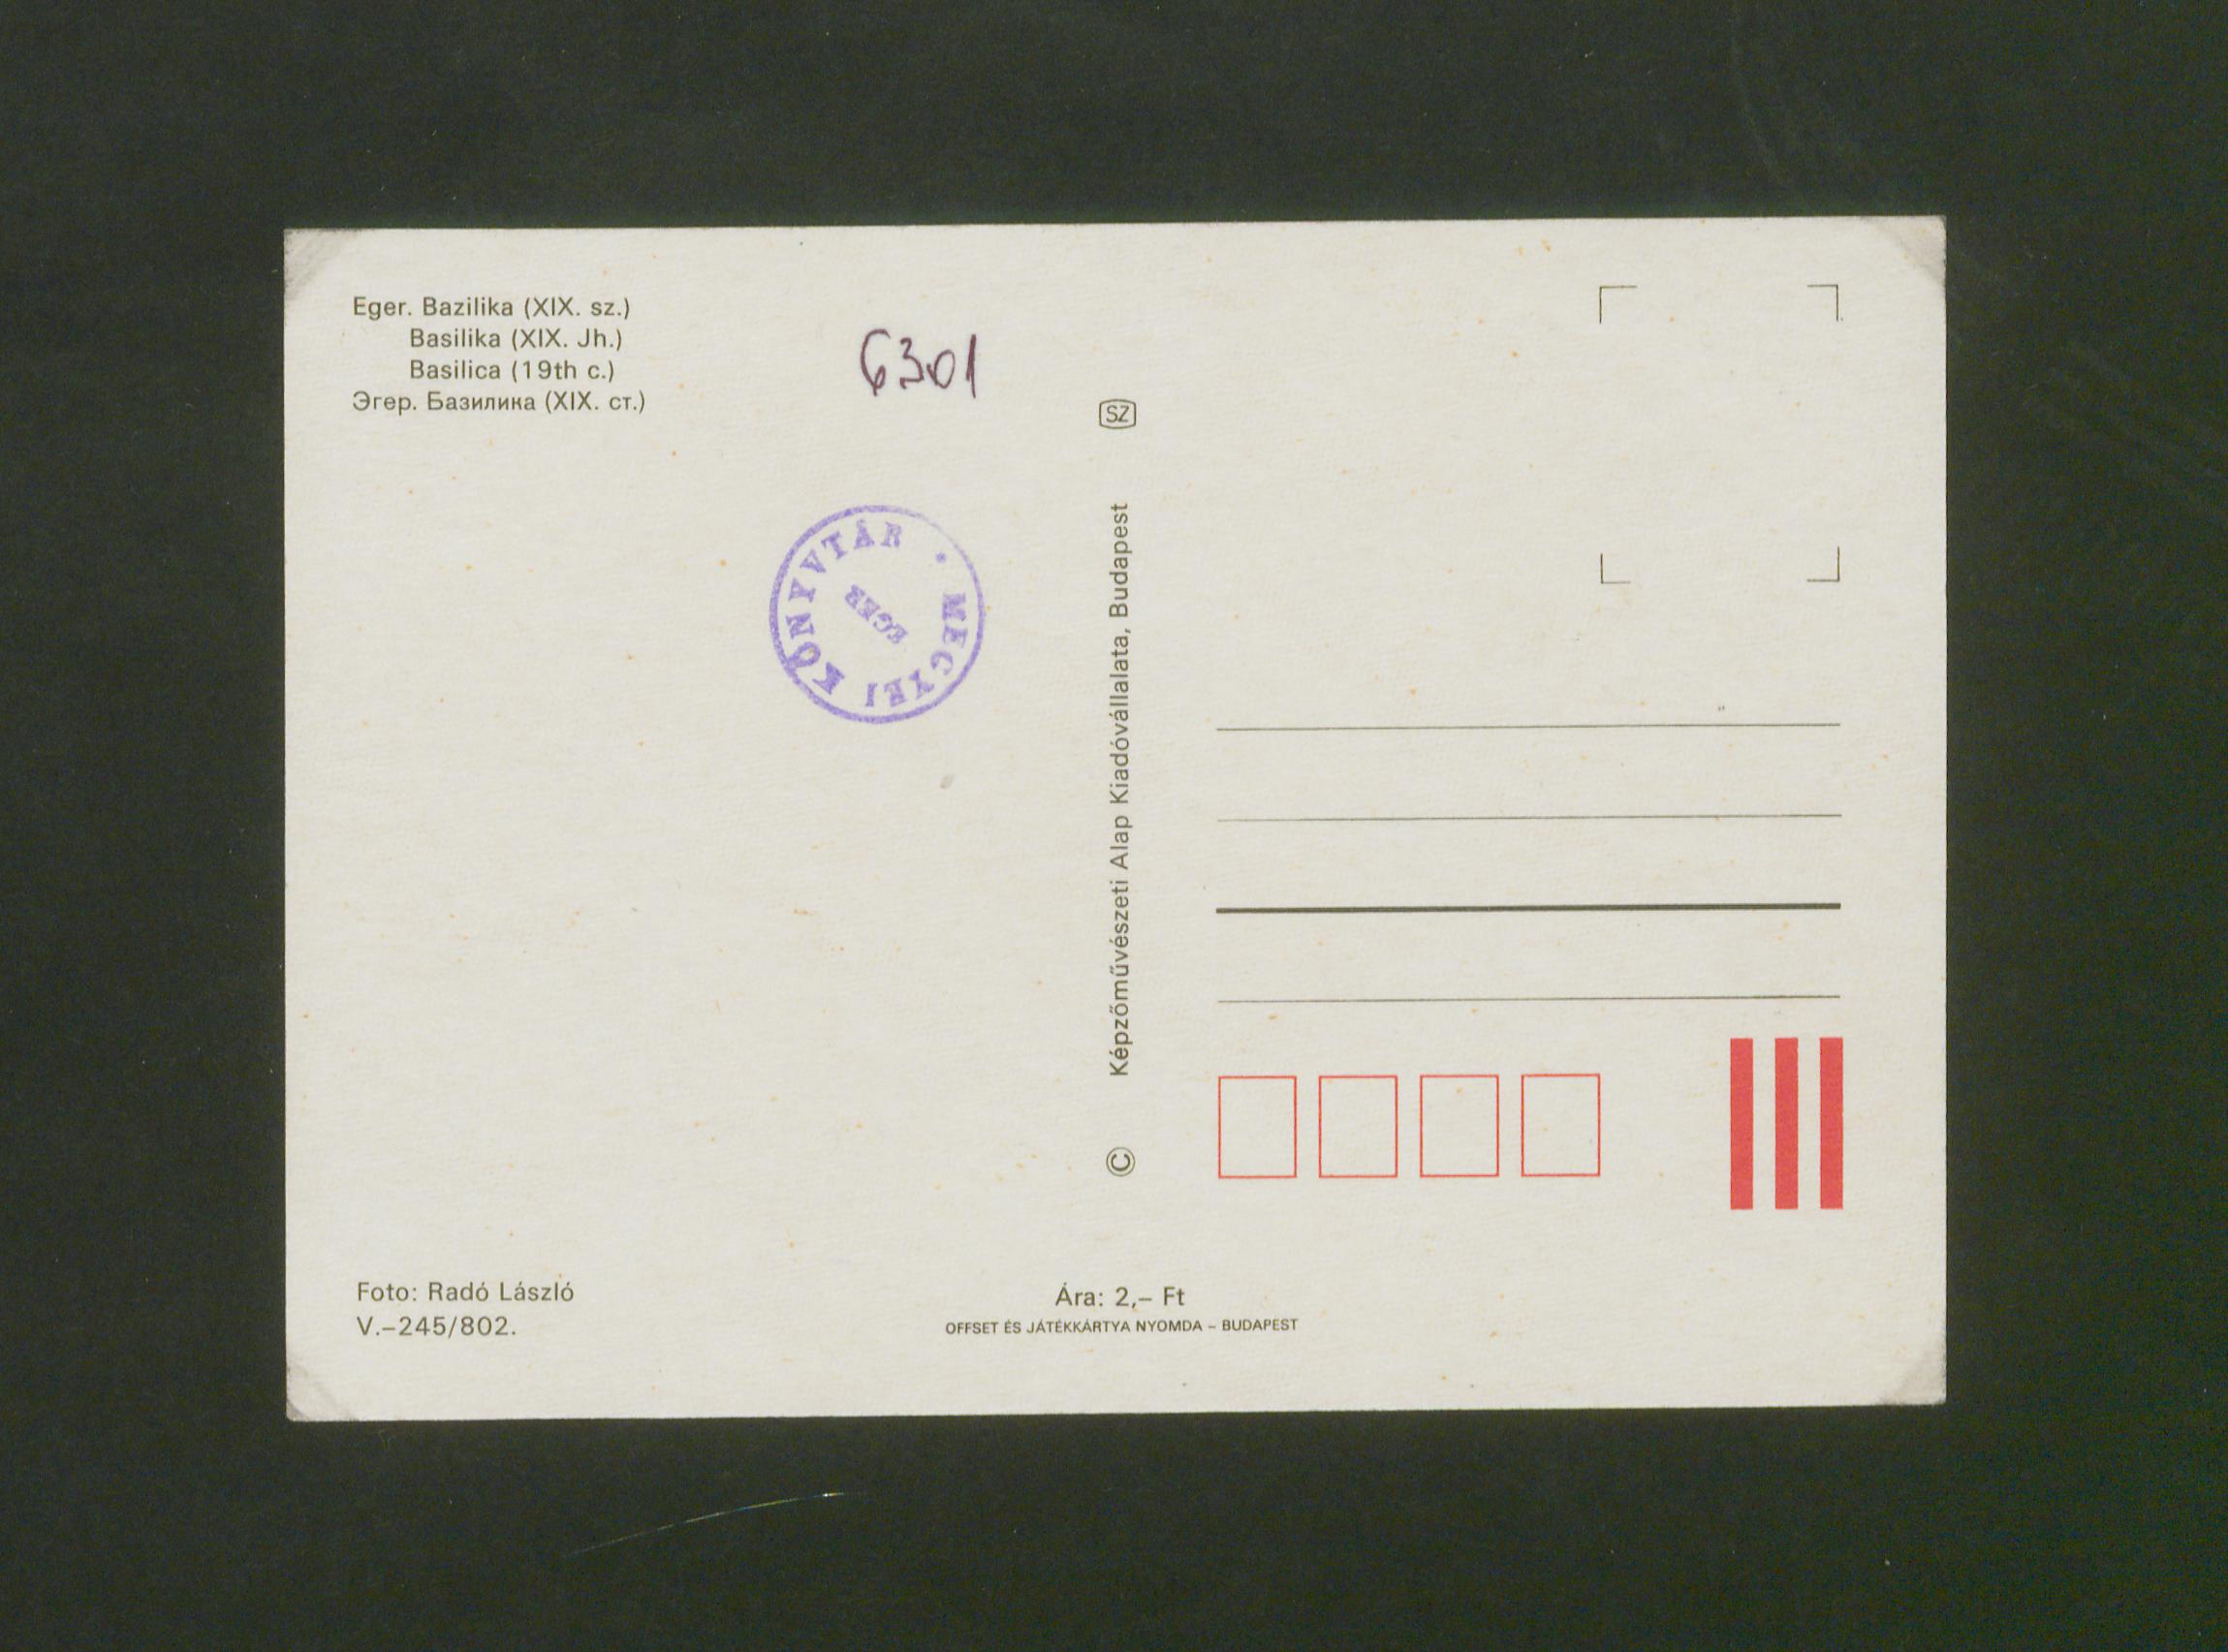 Eger. Bazilika (XIX. sz.)
Basilika (XIX. Jh.)
Basilica (19th c.)
Эгер. Базилика (XIX. ст.)
6301
MEGYEI KÖNYVTÁR
EGER
SZ
Képzőművészeti Alap Kiadóvállalata, Budapest
©
Foto: Radó László
V.–245/802.
Ára: 2,– Ft
OFFSET ÉS JÁTÉKKÁRTYA NYOMDA – BUDAPEST